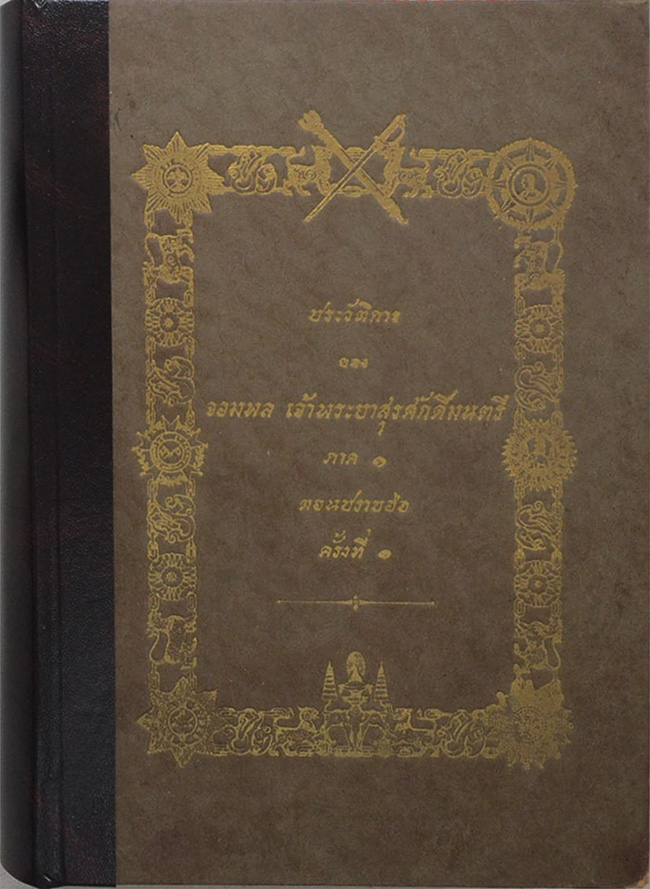 ประวัติการ
ของ
จอมพล เจ้าพระยาสุรศักดิ์มนตรี
ภาค ๑
ตอนปราบฮ่อ
ครั้งที่ ๑